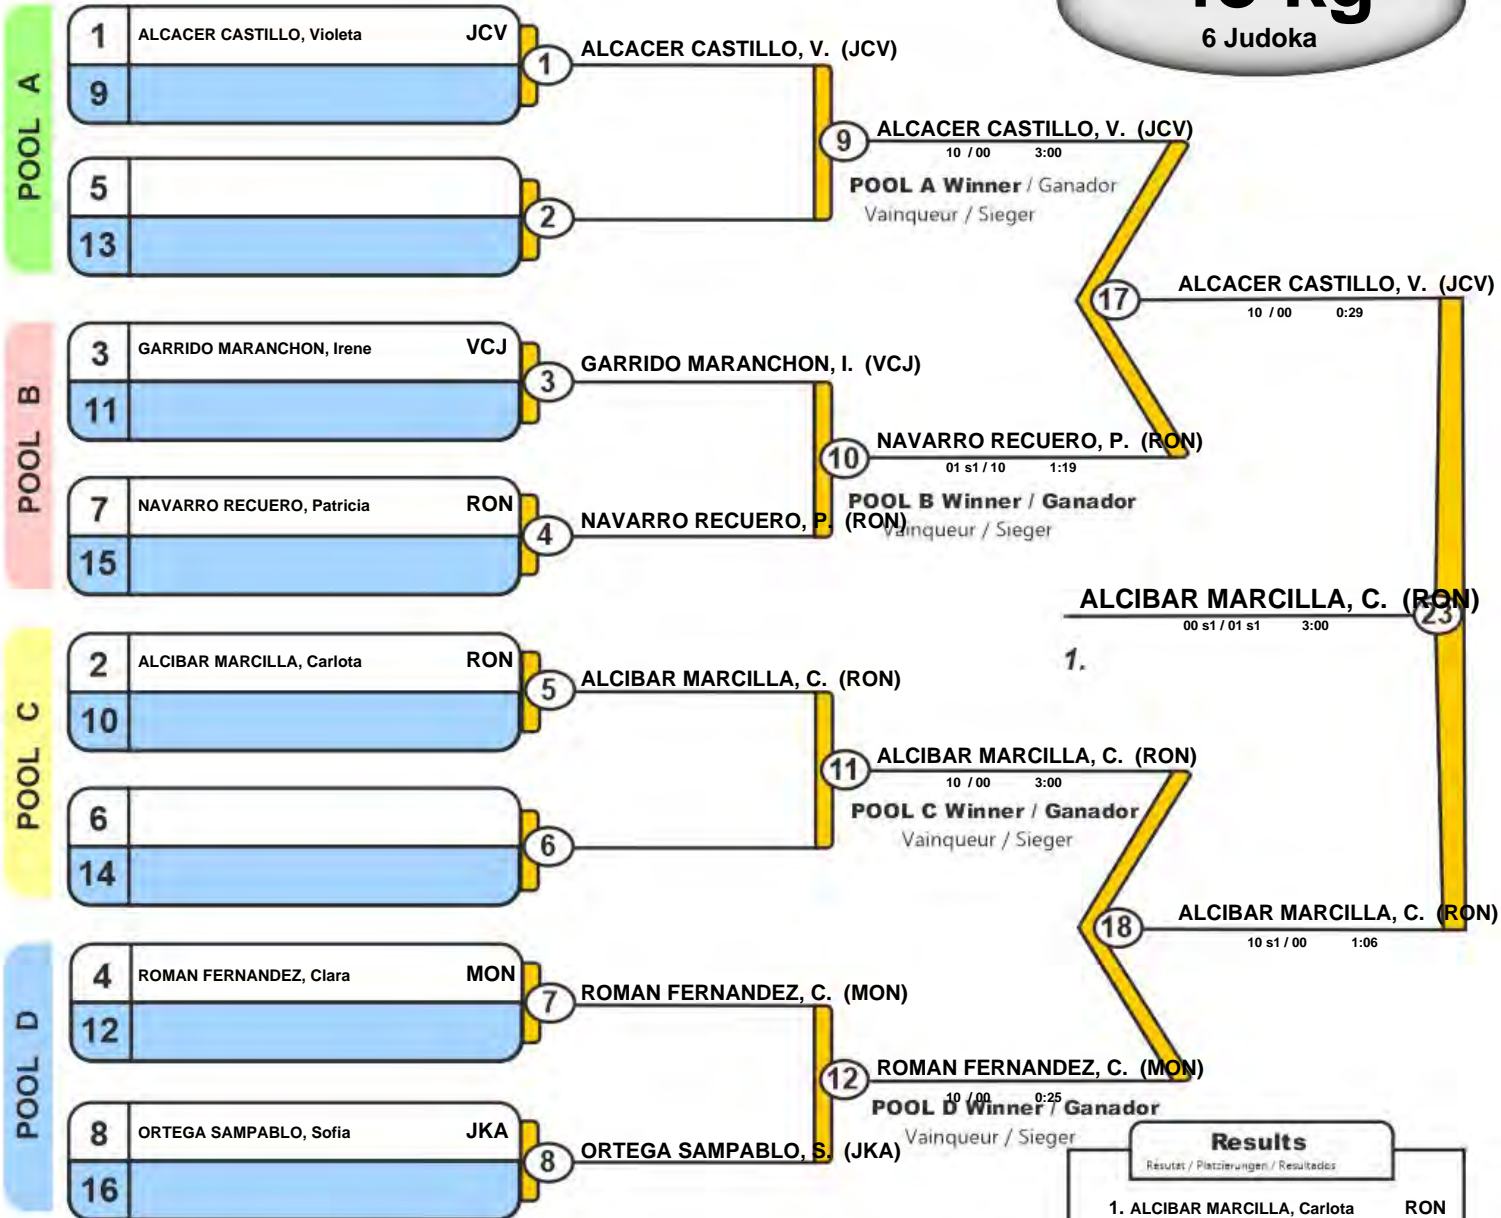 6 Judoka
POOL A
1 ALCACER CASTILLO, Violeta JCV
9
5
13
1 ALCACER CASTILLO, V. (JCV)
2
9 ALCACER CASTILLO, V. (JCV)
10 / 00 3:00
POOL A Winner / Ganador
Vainqueur / Sieger
POOL B
3 GARRIDO MARANCHON, Irene VCJ
11
7 NAVARRO RECUERO, Patricia RON
15
3 GARRIDO MARANCHON, I. (VCJ)
4 NAVARRO RECUERO, P. (RON)
10 NAVARRO RECUERO, P. (RON)
01 s1 / 10 1:19
POOL B Winner / Ganador
Vainqueur / Sieger
17 ALCACER CASTILLO, V. (JCV)
10 / 00 0:29
ALCIBAR MARCILLA, C. (RON)
23
00 s1 / 01 s1 3:00
1.
POOL C
2 ALCIBAR MARCILLA, Carlota RON
10
6
14
5 ALCIBAR MARCILLA, C. (RON)
6
11 ALCIBAR MARCILLA, C. (RON)
10 / 00 3:00
POOL C Winner / Ganador
Vainqueur / Sieger
POOL D
4 ROMAN FERNANDEZ, Clara MON
12
8 ORTEGA SAMPABLO, Sofia JKA
16
7 ROMAN FERNANDEZ, C. (MON)
8 ORTEGA SAMPABLO, S. (JKA)
12 ROMAN FERNANDEZ, C. (MON)
10 / 00 0:25
POOL D Winner / Ganador
Vainqueur / Sieger
18 ALCIBAR MARCILLA, C. (RON)
10 s1 / 00 1:06
Results
Resutat / Platzierungen / Resultados
1. ALCIBAR MARCILLA, Carlota RON